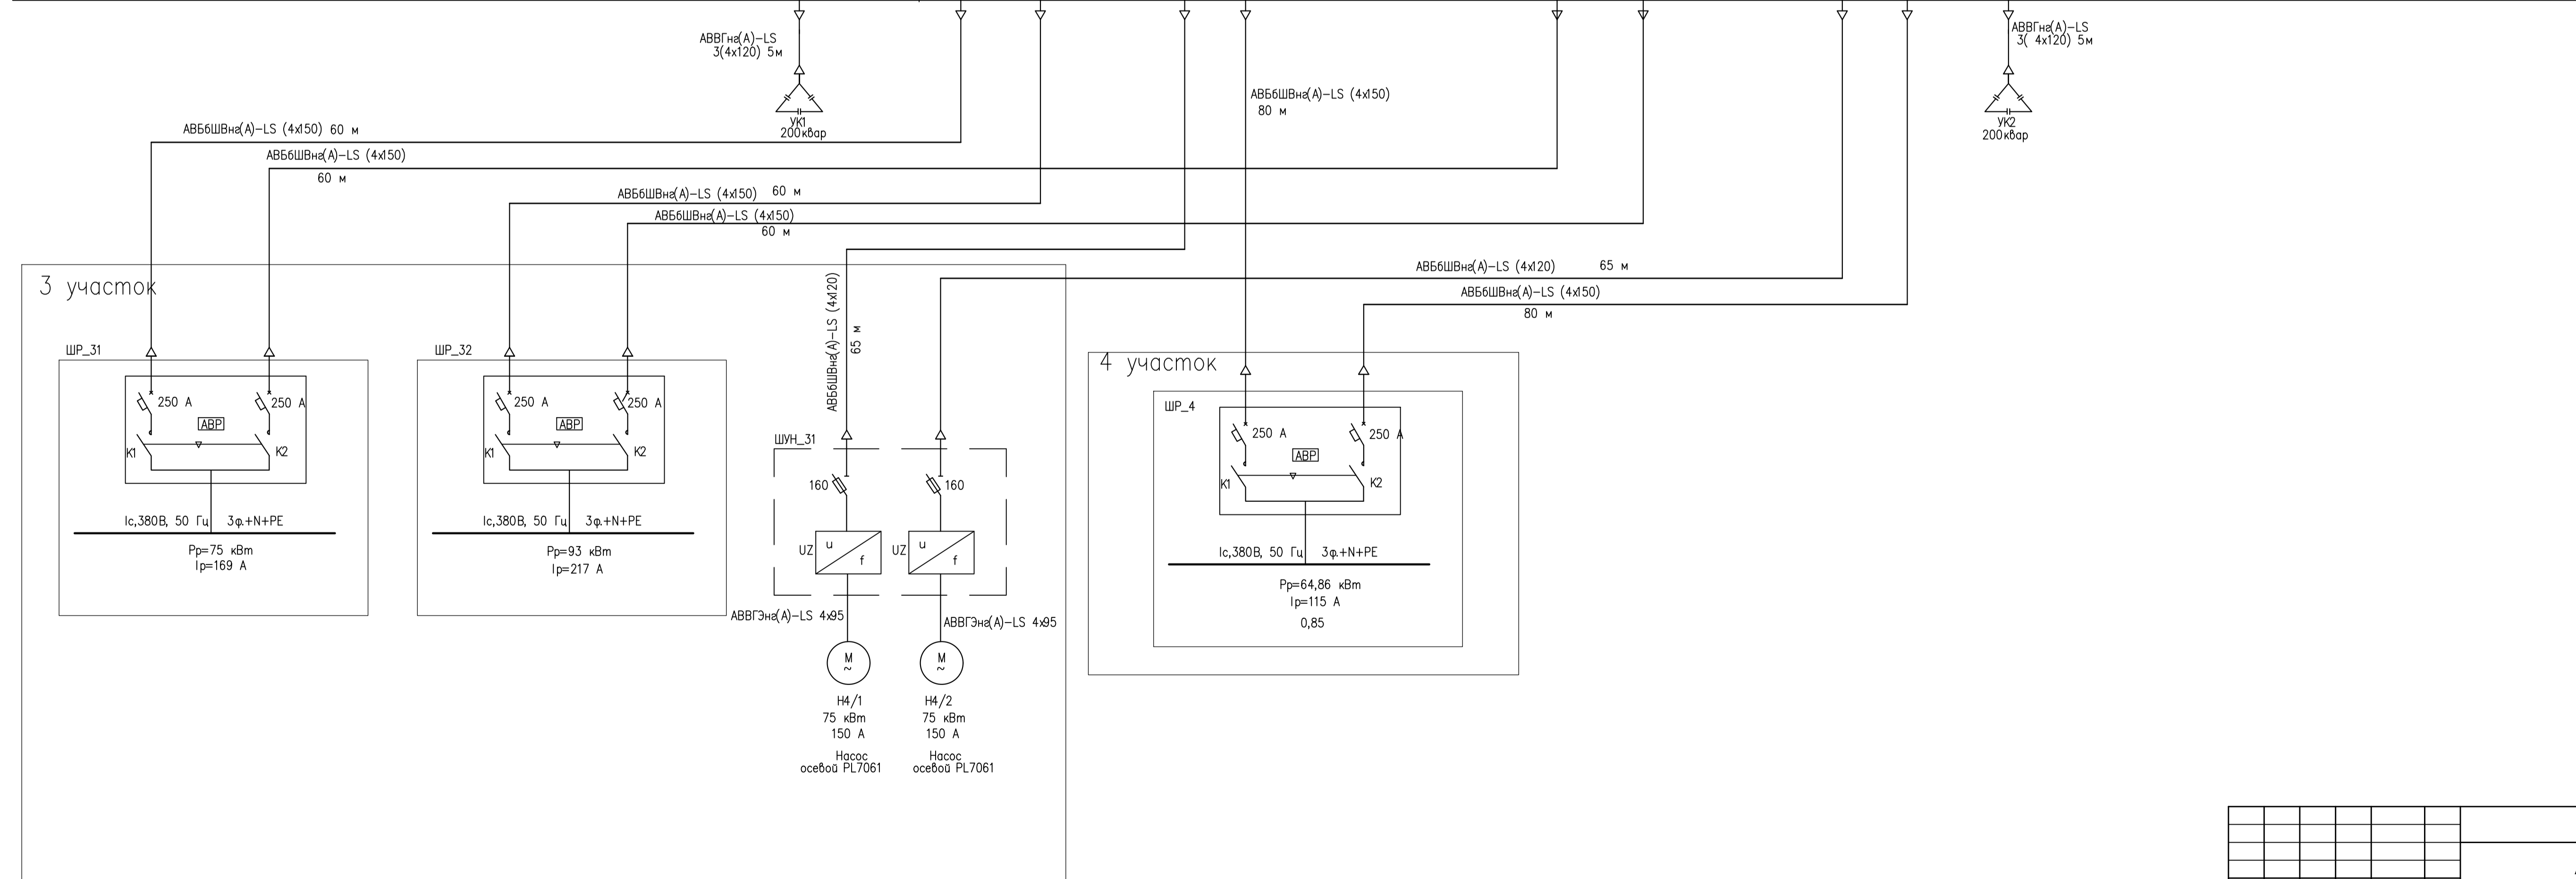 АВВГнг(А)-LS
3(4х120) 5м
УК1
200квар
АВВГнг(А)-LS
3( 4х120) 5м
УК2
200квар
АВБбШВнг(А)-LS (4х150)
80 м
АВБбШВнг(А)-LS (4х150) 60 м
АВБбШВнг(А)-LS (4х150)
60 м
АВБбШВнг(А)-LS (4х150) 60 м
АВБбШВнг(А)-LS (4х150)
60 м
АВБбШВнг(А)-LS (4х120) 65 м
АВБбШВнг(А)-LS (4х150)
80 м
АВБбШВнг(А)-LS (4х120)
65 м
3 участок
ШР_31
250 А
250 А
АВР
К1
К2
Iс,380В, 50 Гц 3ф.+N+PE
Рр=75 кВт
Iр=169 А
ШР_32
250 А
250 А
АВР
К1
К2
Iс,380В, 50 Гц 3ф.+N+PE
Рр=93 кВт
Iр=217 А
ШУН_31
160
160
UZ
u
f
UZ
u
f
АВВГЭнг(А)-LS 4х95
АВВГЭнг(А)-LS 4х95
М
~
М
~
Н4/1
75 кВт
150 А
Насос
осевой PL7061
Н4/2
75 кВт
150 А
Насос
осевой PL7061
4 участок
ШР_4
250 А
250 А
АВР
К1
К2
Iс,380В, 50 Гц 3ф.+N+PE
Рр=64,86 кВт
Iр=115 А
0,85